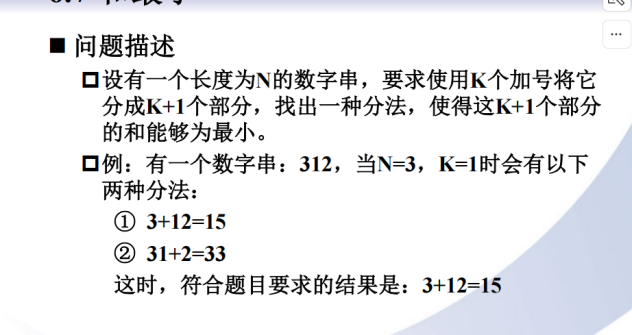 ■ 问题描述
设有一个长度为N的数字串，要求使用K个加号将它
分成K+1个部分，找出一种分法，使得这K+1个部分
的和能够为最小。
例：有一个数字串：312，当N=3，K=1时会有以下
两种分法：
① 3+12=15
② 31+2=33
这时，符合题目要求的结果是：3+12=15